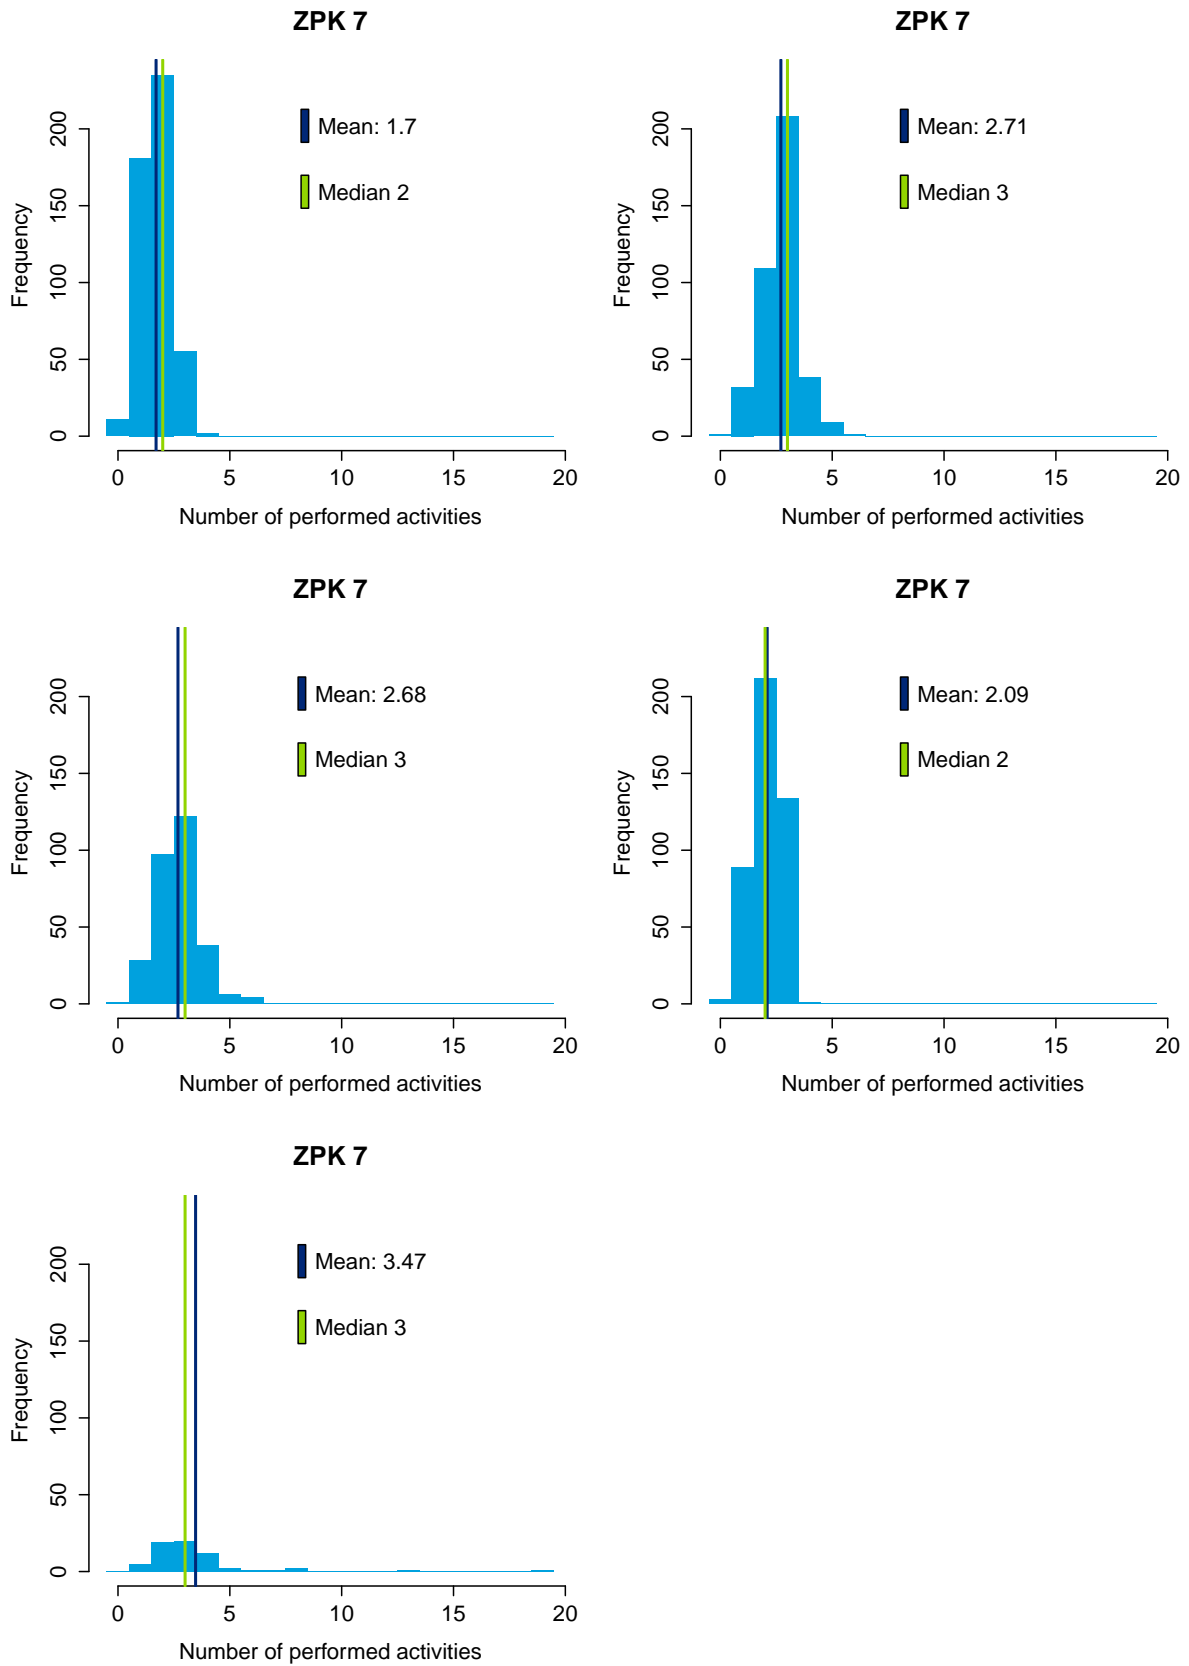 ZPK 7
Frequency
0 50 100 150 200
Mean: 1.7
Median 2
0 5 10 15 20
Number of performed activities
ZPK 7
Frequency
0 50 100 150 200
Mean: 2.71
Median 3
0 5 10 15 20
Number of performed activities
ZPK 7
Frequency
0 50 100 150 200
Mean: 2.68
Median 3
0 5 10 15 20
Number of performed activities
ZPK 7
Frequency
0 50 100 150 200
Mean: 2.09
Median 2
0 5 10 15 20
Number of performed activities
ZPK 7
Frequency
0 50 100 150 200
Mean: 3.47
Median 3
0 5 10 15 20
Number of performed activities